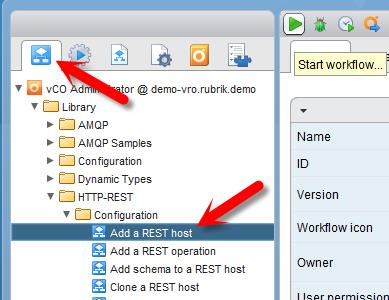 Start workflow...
vCO Administrator @ demo-vro.rubrik.demo
Library
AMQP
AMQP Samples
Configuration
Dynamic Types
HTTP-REST
Configuration
Add a REST host
Add a REST operation
Add schema to a REST host
Clone a REST host
Name
ID
Version
Workflow icon
Owner
User permission